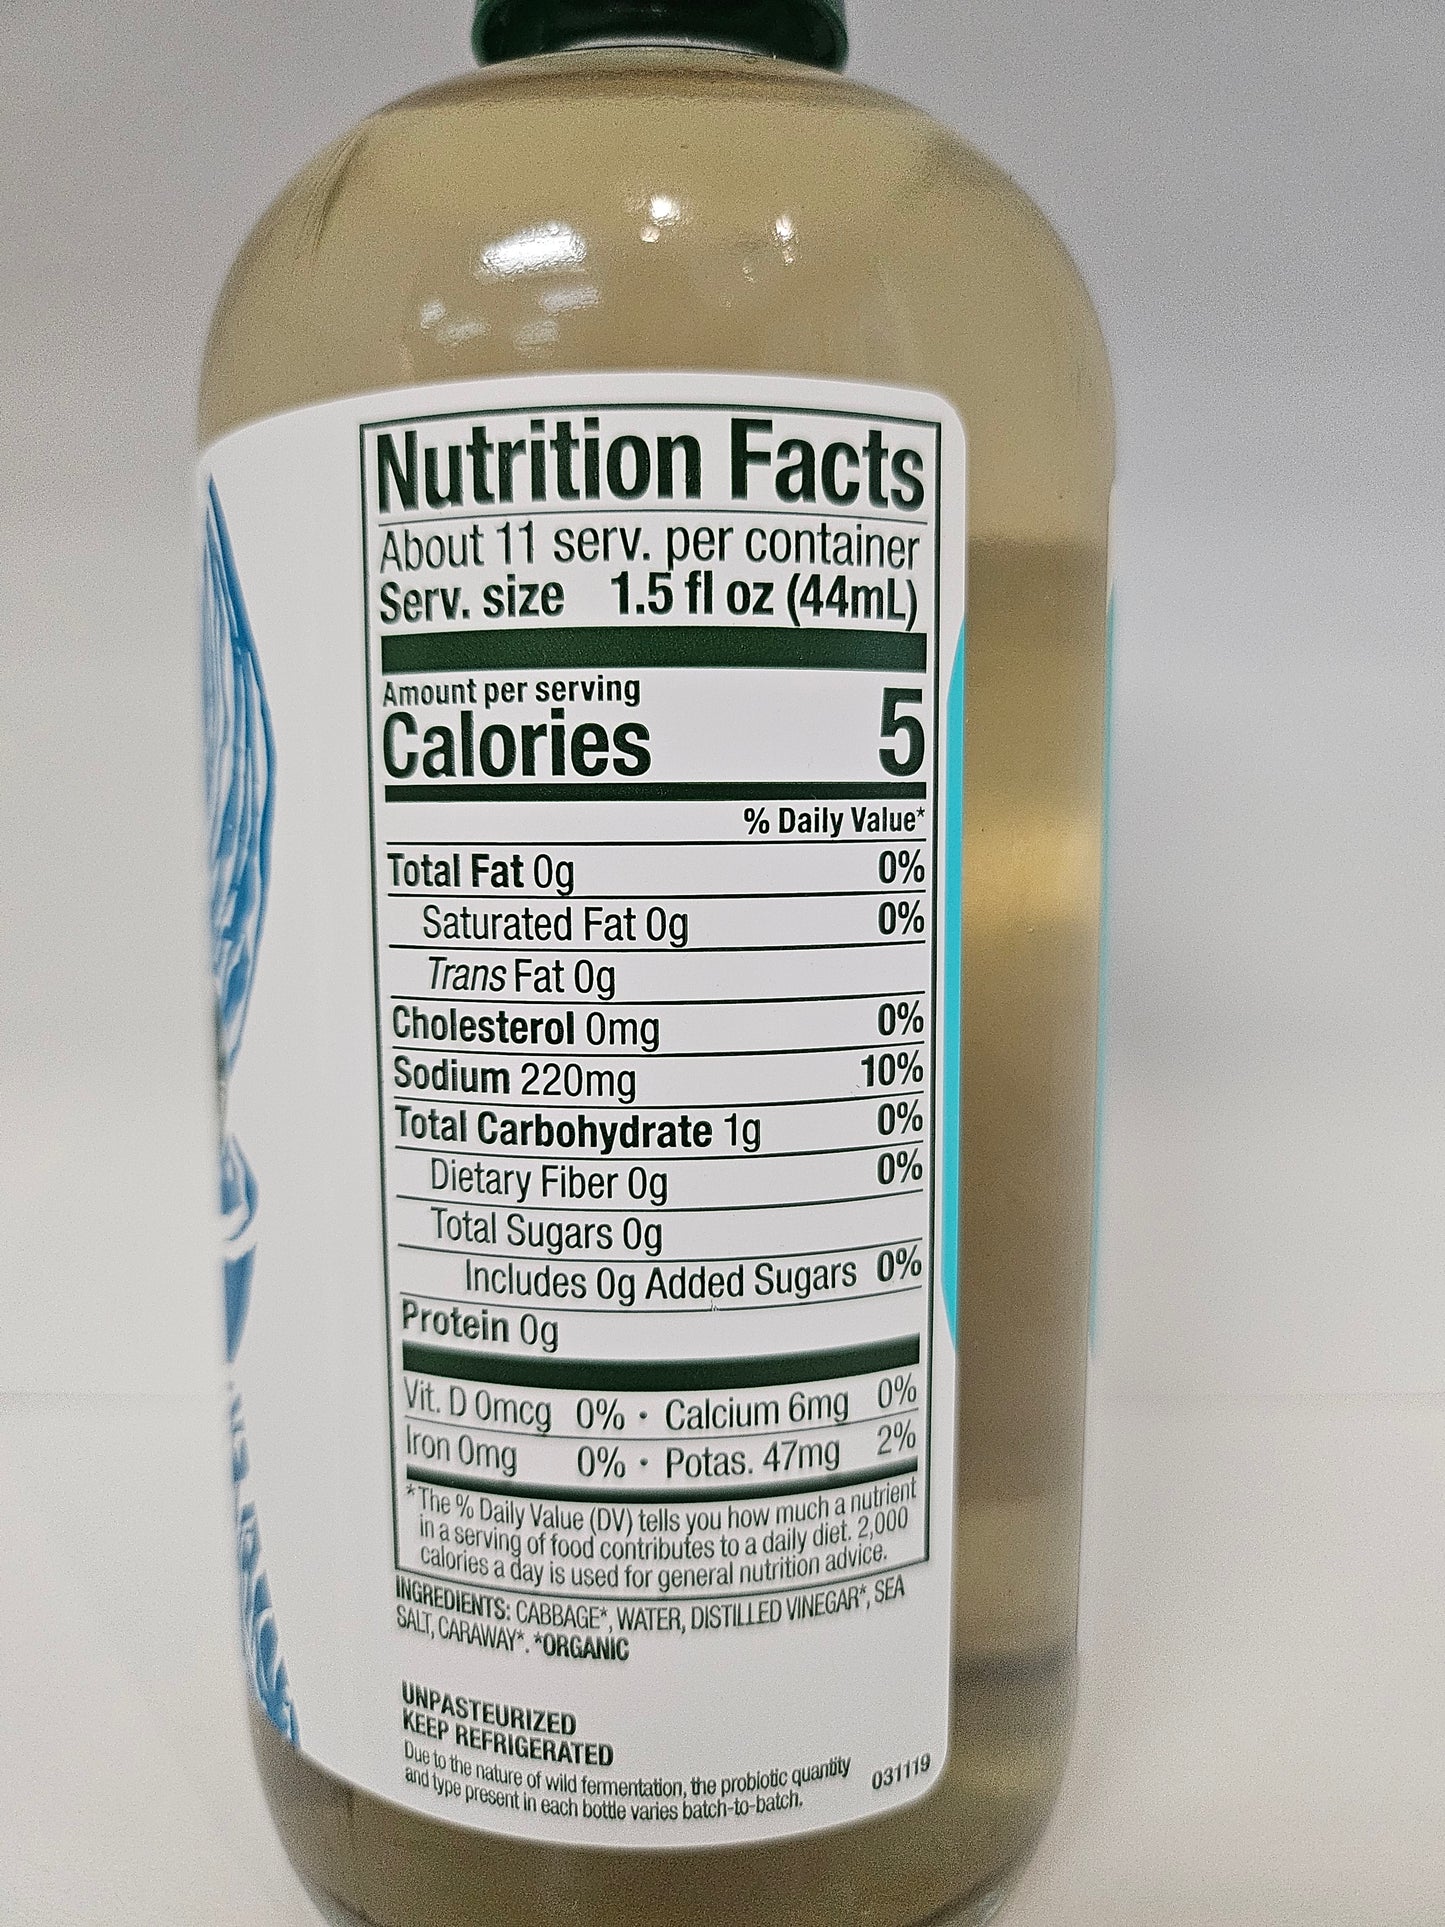 Nutrition Facts
About 11 serv. per container
Serv. size 1.5 fl oz (44mL)
Amount per serving
Calories 5
% Daily Value*
Total Fat 0g 0%
Saturated Fat 0g 0%
Trans Fat 0g
Cholesterol 0mg 0%
Sodium 220mg 10%
Total Carbohydrate 1g 0%
Dietary Fiber 0g 0%
Total Sugars 0g
Includes 0g Added Sugars 0%
Protein 0g
Vit. D 0mcg 0% • Calcium 6mg 0%
Iron 0mg 0% • Potas. 47mg 2%
*The % Daily Value (DV) tells you how much a nutrient
in a serving of food contributes to a daily diet. 2,000
calories a day is used for general nutrition advice.
INGREDIENTS: CABBAGE*, WATER, DISTILLED VINEGAR*, SEA
SALT, CARAWAY*. *ORGANIC
UNPASTEURIZED
KEEP REFRIGERATED
Due to the nature of wild fermentation, the probiotic quantity
and type present in each bottle varies batch-to-batch.
031119